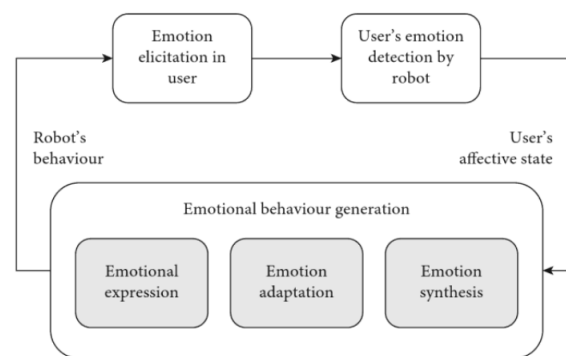 Emotion
elicitation in
user
User's emotion
detection by
robot
Robot's
behaviour
User's
affective state
Emotional behaviour generation
Emotional
expression
Emotion
adaptation
Emotion
synthesis